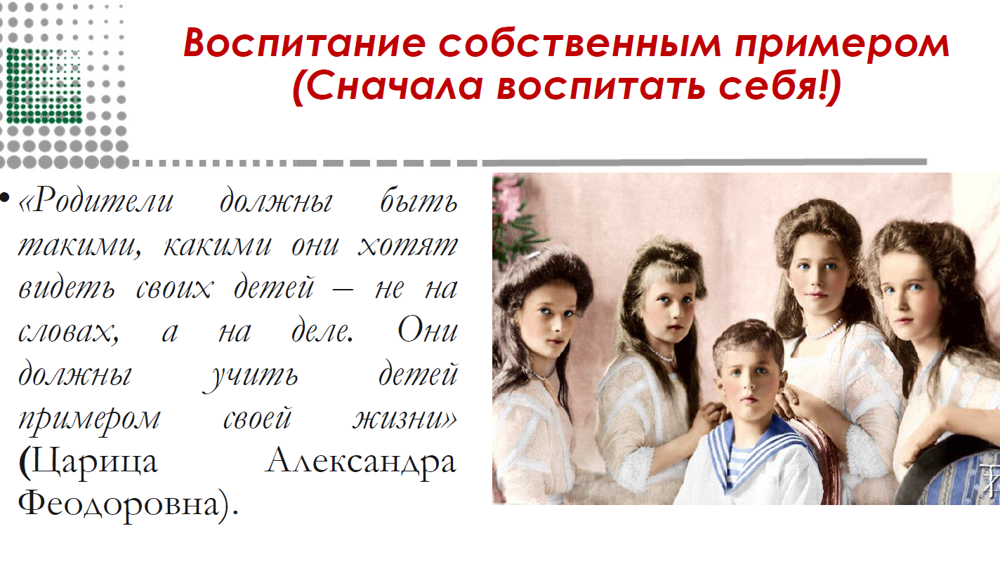 Воспитание собственным примером
(Сначала воспитать себя!)
• «Родители должны быть
такими, какими они хотят
видеть своих детей – не на
словах, а на деле. Они
должны учить детей
примером своей жизни»
(Царица Александра
Феодоровна).